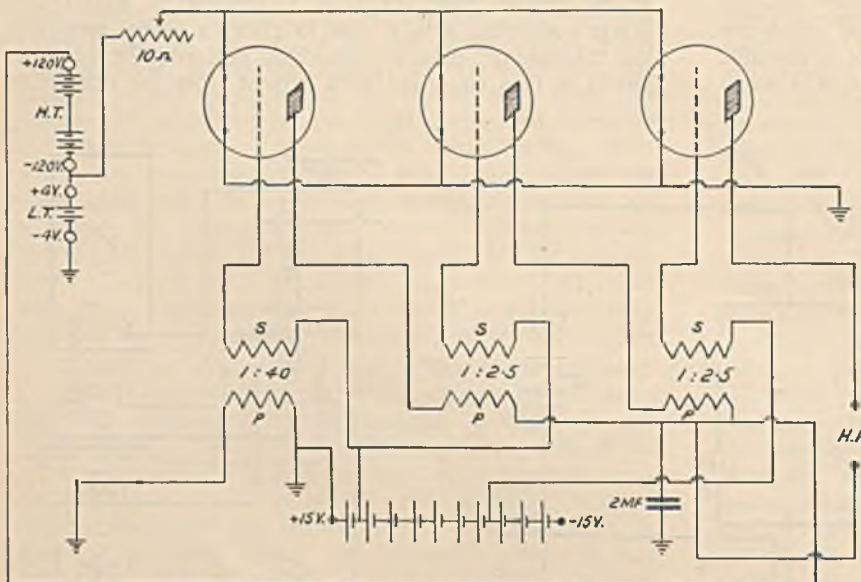 10Ω
+120V.
H.T.
-120V.
+4V.
L.T.
-4V.
S
1:40
P
S
1:2·5
P
S
1:2·5
P
+15V.
-15V.
2MF